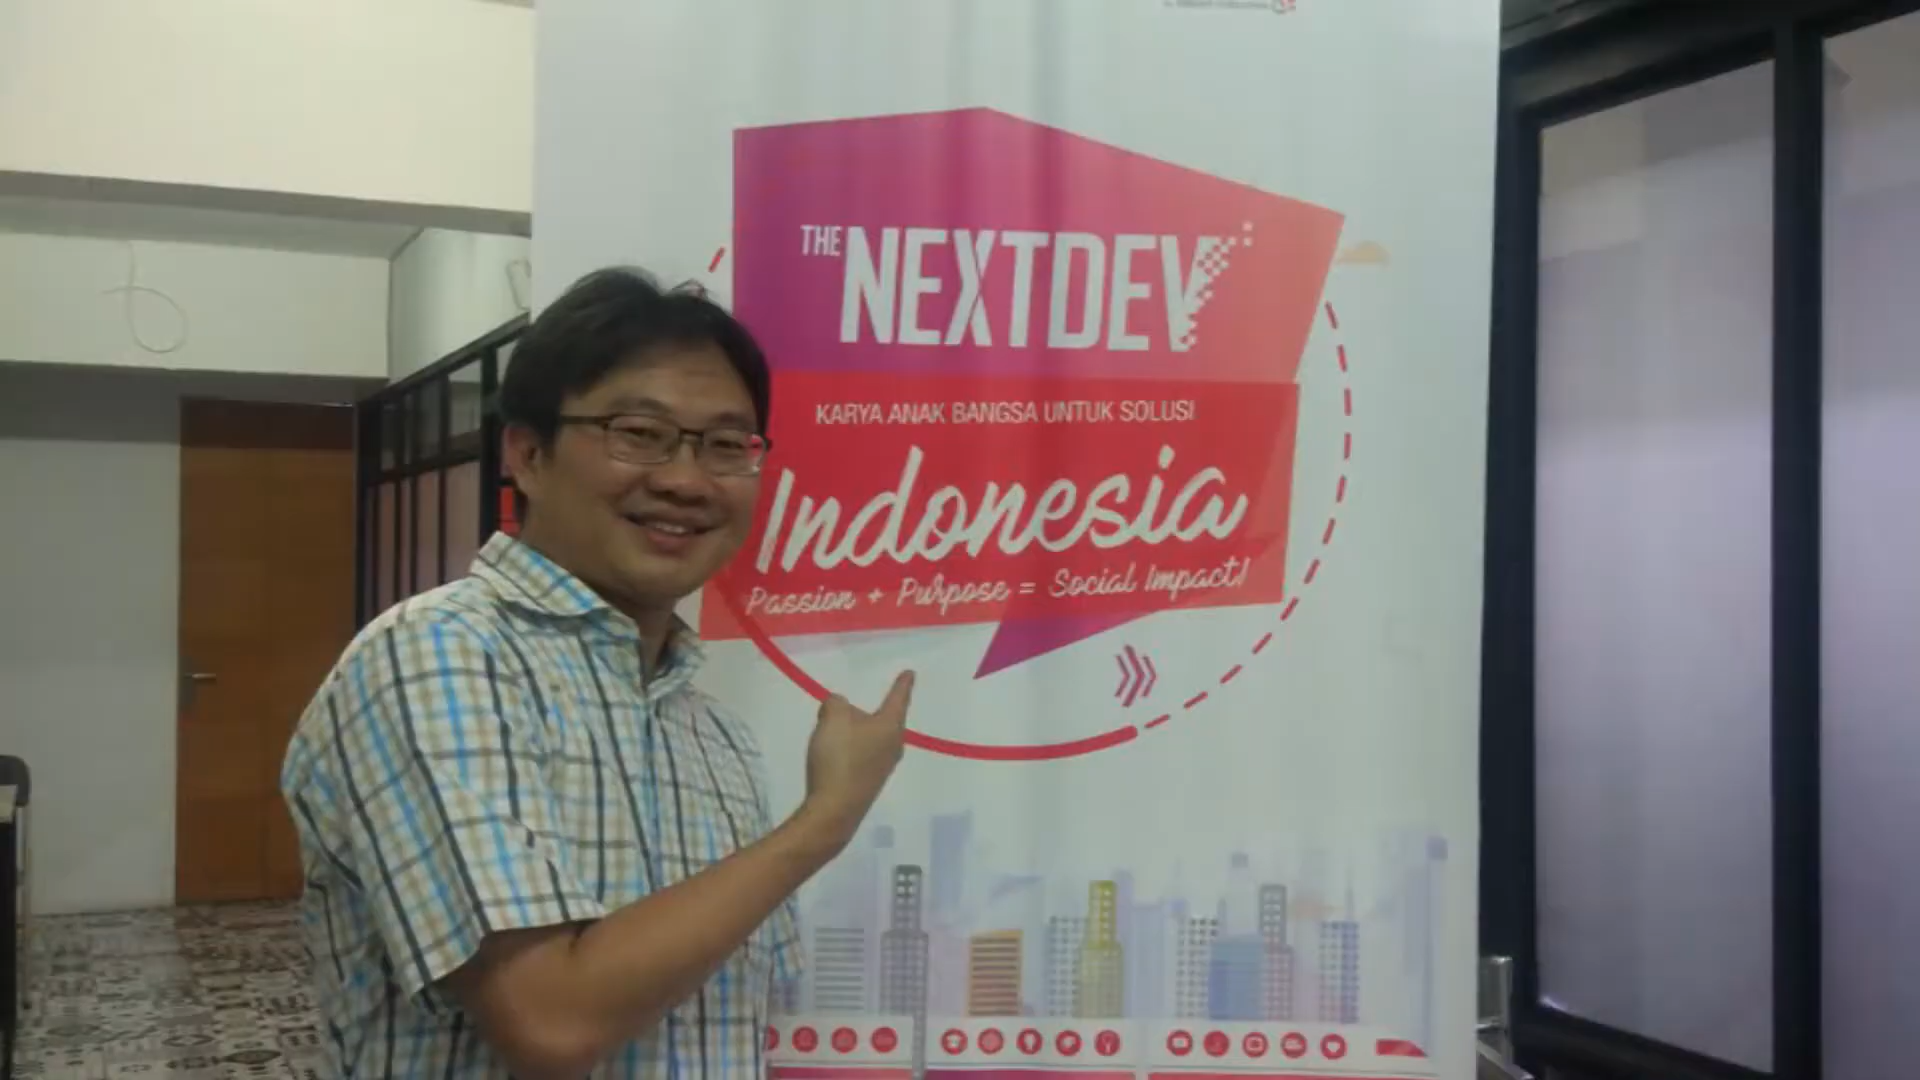 THE NEXTDEV
KARYA ANAK BANGSA UNTUK SOLUSI
Indonesia
Passion + Purpose = Social Impact!